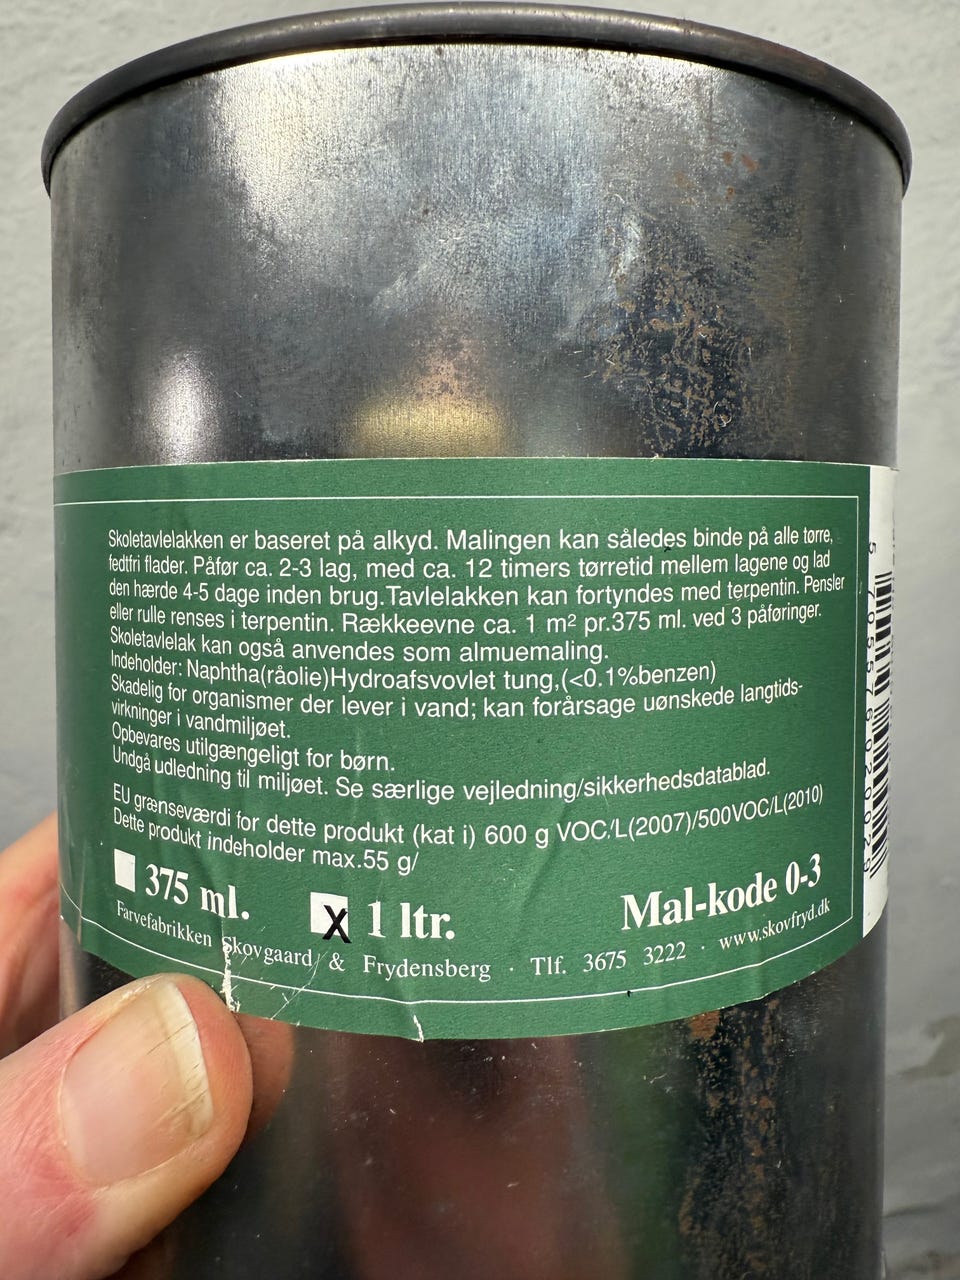 Skoletavlelakken er baseret på alkyd. Malingen kan således binde på alle tørre,
fedtfri flader. Påfør ca. 2-3 lag, med ca. 12 timers tørretid mellem lagene og lad
den hærde 4-5 dage inden brug.Tavlelakken kan fortyndes med terpentin. Pensler
eller rulle renses i terpentin. Rækkeevne ca. 1 m² pr.375 ml. ved 3 påføringer.
Skoletavlelak kan også anvendes som almuemaling.
Indeholder: Naphtha(råolie)Hydroafsvovlet tung,(<0.1%benzen)
Skadelig for organismer der lever i vand; kan forårsage uønskede langtids-
virkninger i vandmiljøet.
Opbevares utilgængeligt for børn.
Undgå udledning til miljøet. Se særlige vejledning/sikkerhedsdatablad.
EU grænseværdi for dette produkt (kat i) 600 g VOC/L(2007)/500VOC/L(2010)
Dette produkt indeholder max.55 g/
375 ml. X 1 ltr. Mal-kode 0-3
Farvefabrikken Skovgaard & Frydensberg · Tlf. 3675 3222 · www.skovfryd.dk